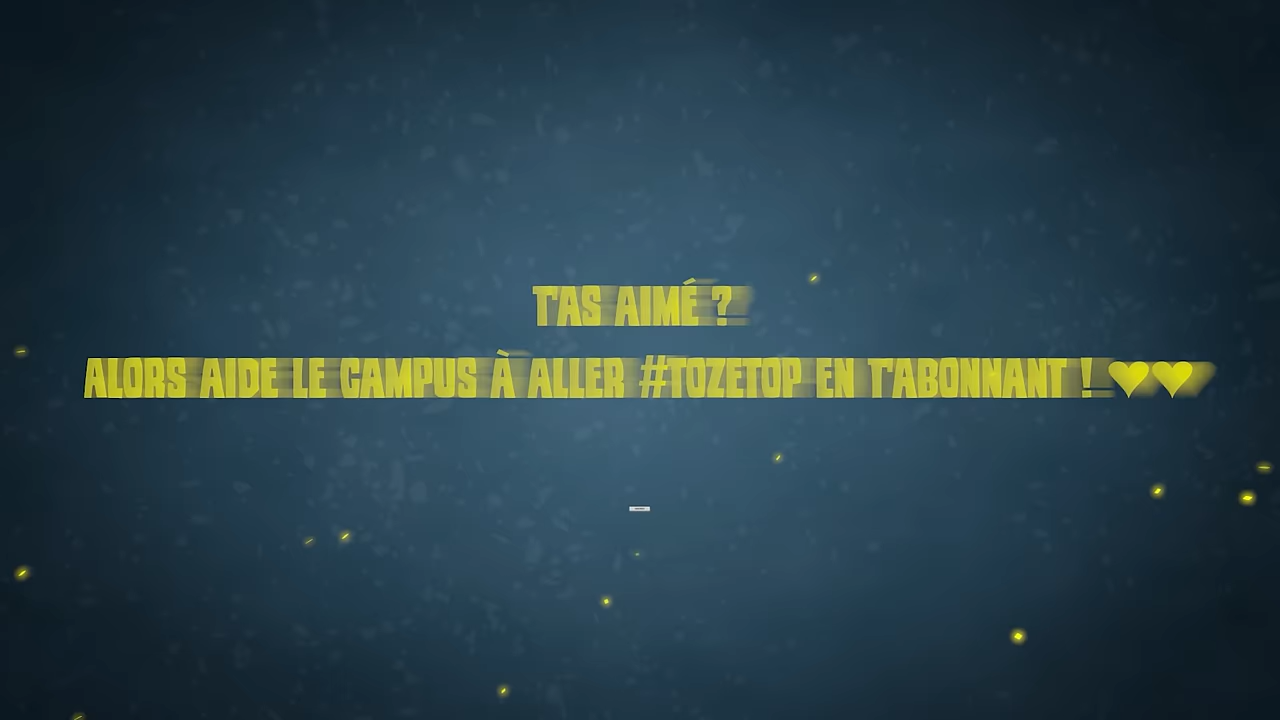 T'AS AIMÉ ?
ALORS AIDE LE CAMPUS À ALLER #TOZETOP EN T'ABONNANT ! ♥♥